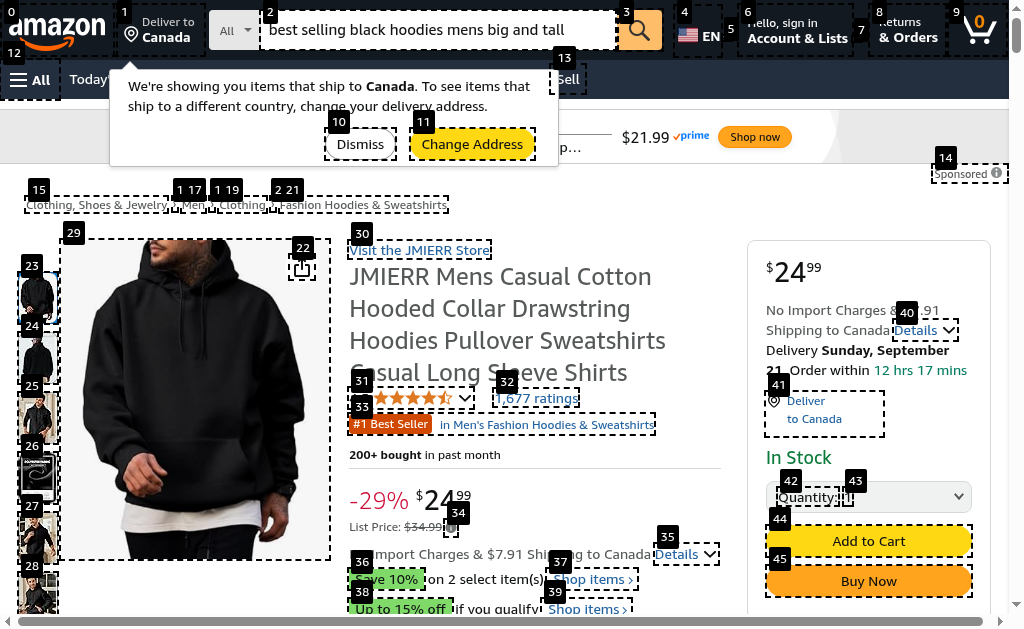 0 1 2 3 4 5 6 7 8 9
amazon
Deliver to
Canada
All
best selling black hoodies mens big and tall
EN
Hello, sign in
Account & Lists
Returns
& Orders
0
12
All
Today'
13
Sell
We're showing you items that ship to Canada. To see items that
ship to a different country, change your delivery address.
10
Dismiss
11
Change Address
p...
$21.99
prime
Shop now
14
Sponsored
15 1 17 1 19 2 21
Clothing, Shoes & Jewelry › Men › Clothing › Fashion Hoodies & Sweatshirts
29
22
23
24
25
26
27
28
30
Visit the JMIERR Store
JMIERR Mens Casual Cotton
Hooded Collar Drawstring
Hoodies Pullover Sweatshirts
Casual Long Sleeve Shirts
31
32
1,677 ratings
33
#1 Best Seller in Men's Fashion Hoodies & Sweatshirts
200+ bought in past month
-29% $24 99
34
List Price: $34.99
35
Import Charges & $7.91 Shipping to Canada Details
36 37
Save 10% on 2 select item(s) Shop items ›
38 39
Up to 15% off if you qualify Shop items ›
$24 99
No Import Charges & $7.91
40
Shipping to Canada Details
Delivery Sunday, September
21. Order within 12 hrs 17 mins
41
Deliver
to Canada
In Stock
42 43
Quantity: 1
44
Add to Cart
45
Buy Now